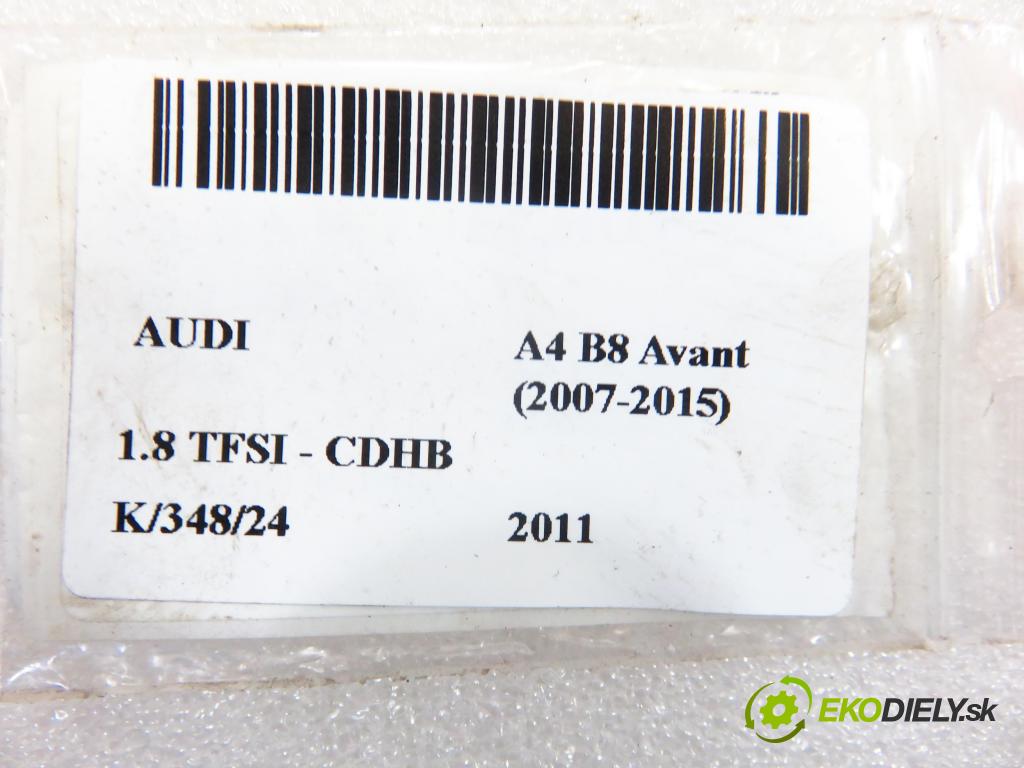 AUDI A4 B8 Avant
(2007-2015)
1.8 TFSI - CDHB
K/348/24 2011
EKODIELY.sk